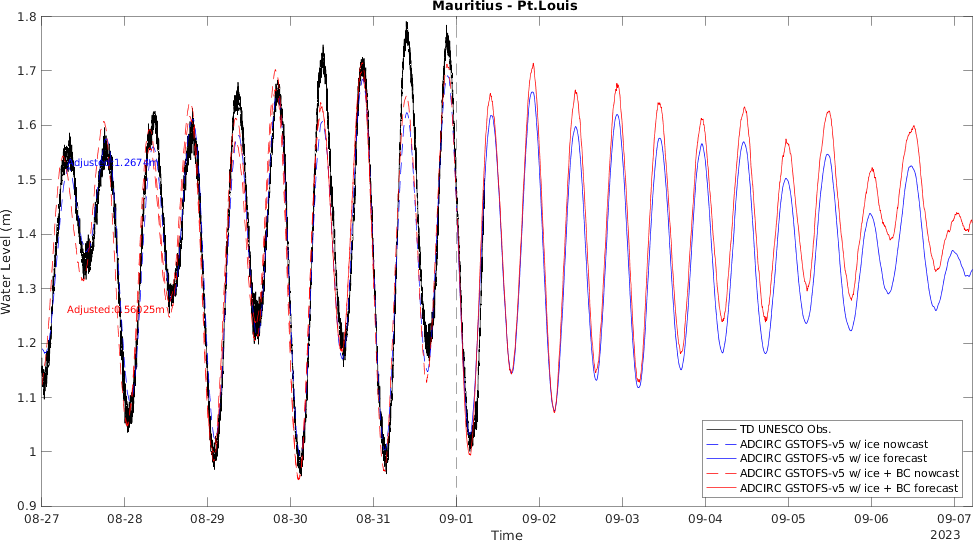 Mauritius - Pt.Louis
1.8
1.7
1.6
1.5
1.4
1.3
1.2
1.1
1
0.9
Water Level (m)
Adjusted:1.267m
Adjusted:0.56025m
TD UNESCO Obs.
ADCIRC GSTOFS-v5 w/ ice nowcast
ADCIRC GSTOFS-v5 w/ ice forecast
ADCIRC GSTOFS-v5 w/ ice + BC nowcast
ADCIRC GSTOFS-v5 w/ ice + BC forecast
08-27 08-28 08-29 08-30 08-31 09-01 09-02 09-03 09-04 09-05 09-06 09-07
Time
2023